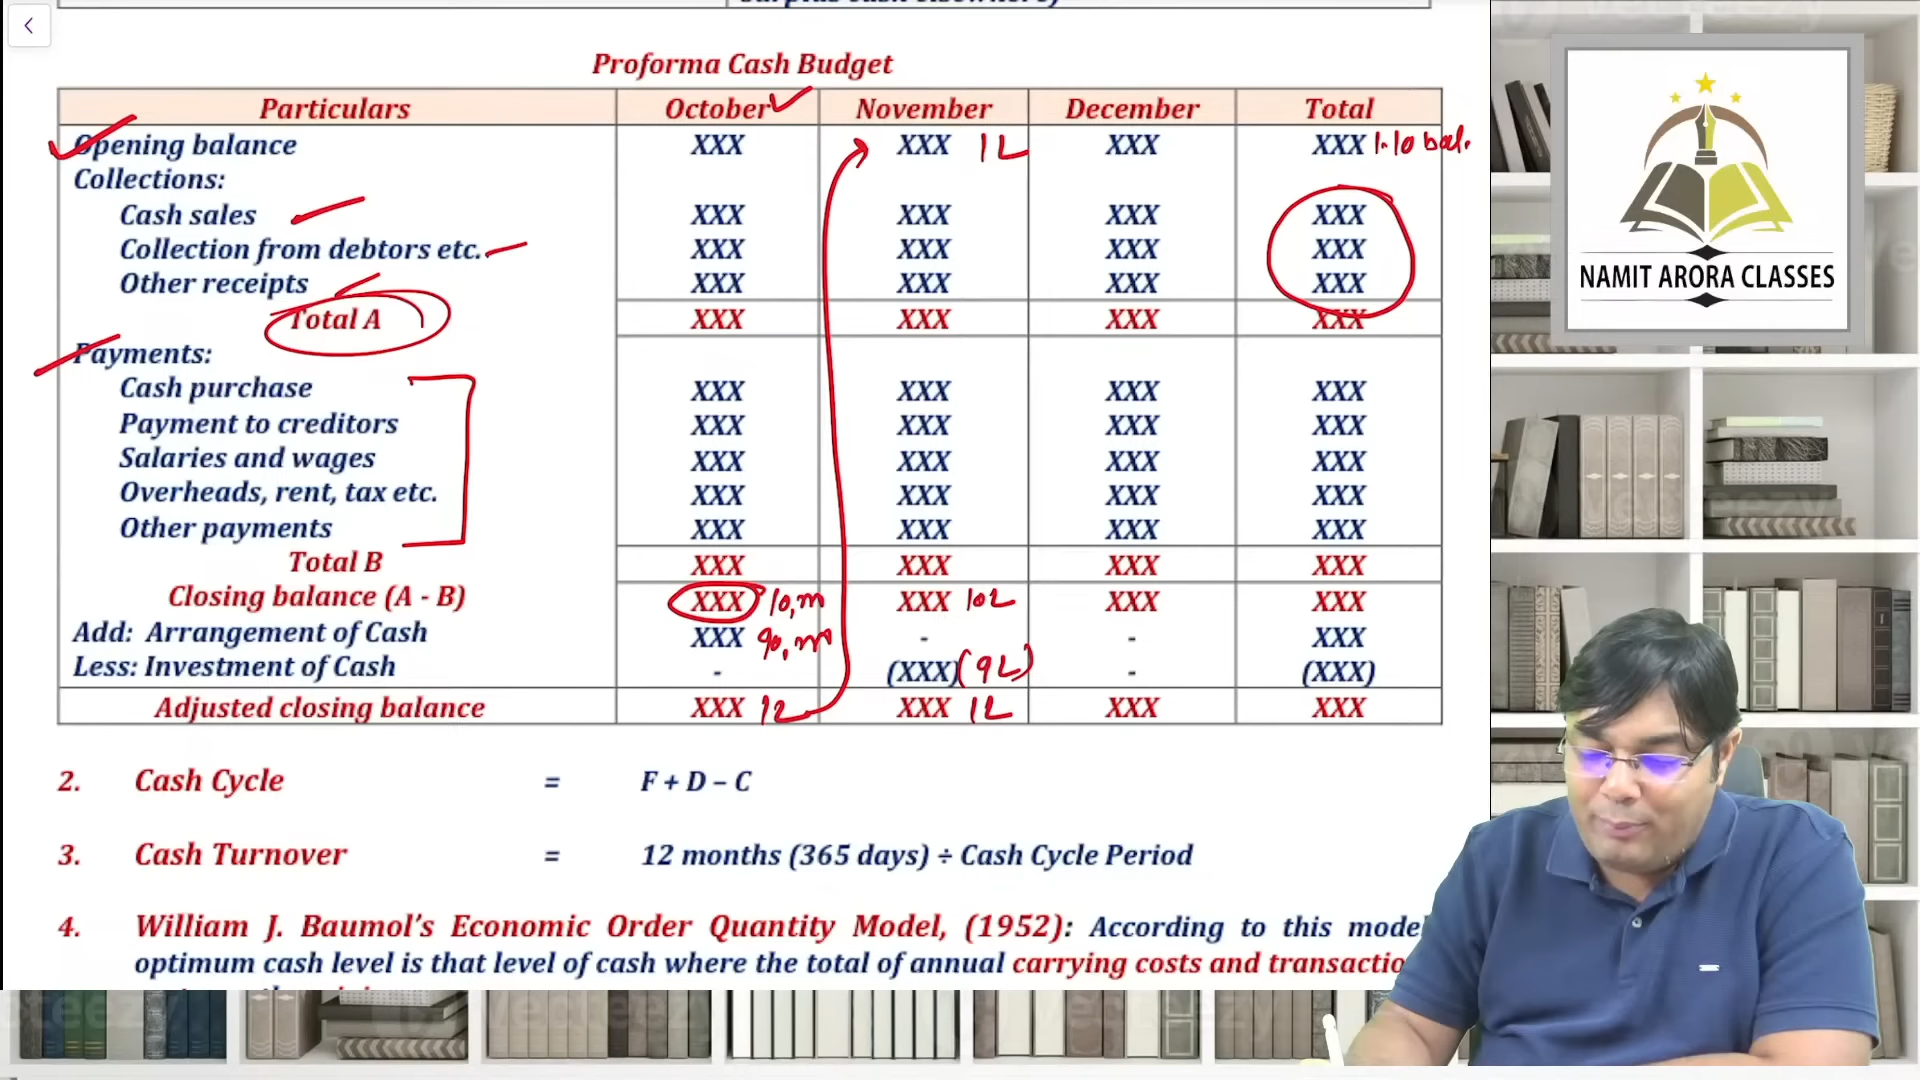 Proforma Cash Budget
Particulars October November December Total
Opening balance XXX XXX 1L XXX XXX 1.10 bal.
Collections:
Cash sales XXX XXX XXX XXX
Collection from debtors etc. XXX XXX XXX XXX
Other receipts XXX XXX XXX XXX
Total A XXX XXX XXX XXX
Payments:
Cash purchase XXX XXX XXX XXX
Payment to creditors XXX XXX XXX XXX
Salaries and wages XXX XXX XXX XXX
Overheads, rent, tax etc. XXX XXX XXX XXX
Other payments XXX XXX XXX XXX
Total B XXX XXX XXX XXX
Closing balance (A - B) XXX XXX 10L XXX XXX
Add: Arrangement of Cash XXX - - XXX
Less: Investment of Cash - (XXX) (9L) - (XXX)
Adjusted closing balance XXX 1L XXX 1L XXX XXX
2. Cash Cycle = F + D – C
3. Cash Turnover = 12 months (365 days) ÷ Cash Cycle Period
4. William J. Baumol’s Economic Order Quantity Model, (1952): According to this
optimum cash level is that level of cash where the total of annual carrying costs and
NAMIT ARORA CLASSES